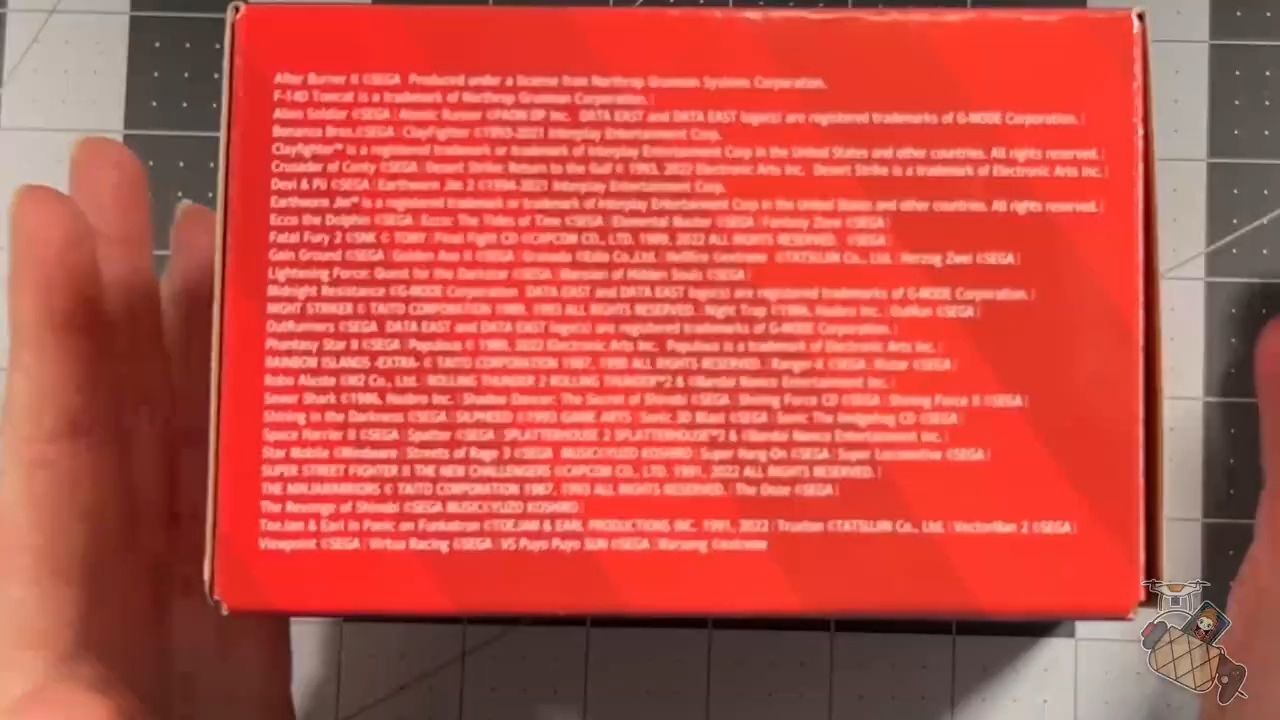 After Burner II ©SEGA | Produced under a license from Northrop Grumman Systems Corporation.
F-14D Tomcat is a trademark of Northrop Grumman Corporation. |
Alien Soldier ©SEGA | Atomic Runner ©PAON DP Inc. DATA EAST and DATA EAST logo(s) are registered trademarks of G-MODE Corporation. |
Bonanza Bros.©SEGA | ClayFighter ©1993-2021 Interplay Entertainment Corp.
Clayfighter™ is a registered trademark or trademark of Interplay Entertainment Corp in the United States and other countries. All rights reserved. |
Crusader of Centy ©SEGA | Desert Strike: Return to the Gulf © 1993, 2022 Electronic Arts Inc. Desert Strike is a trademark of Electronic Arts Inc. |
Devi & Pii ©SEGA | Earthworm Jim 2 ©1994-2021 Interplay Entertainment Corp.
Earthworm Jim™ is a registered trademark or trademark of Interplay Entertainment Corp in the United States and other countries. All rights reserved. |
Ecco the Dolphin ©SEGA | Ecco: The Tides of Time ©SEGA | Elemental Master ©SEGA | Fantasy Zone ©SEGA |
Fatal Fury 2 ©SNK © | Final Fight CD ©CAPCOM CO., LTD. 1989, 2022 ALL RIGHTS RESERVED. ©SEGA |
Gain Ground ©SEGA | Golden Axe II ©SEGA | Granada | Hellfire ©extreme ©TATSUJIN Co., Ltd. | Herzog Zwei ©SEGA |
Lightening Force: Quest for the Darkstar ©SEGA | Mansion of Hidden Souls ©SEGA |
Midnight Resistance ©G-MODE Corporation DATA EAST and DATA EAST logo(s) are registered trademarks of G-MODE Corporation. |
NIGHT STRIKER © TAITO CORPORATION 1989, 1993 ALL RIGHTS RESERVED. | Night Trap ©1986, Hasbro Inc. | OutRun ©SEGA |
OutRunners ©SEGA DATA EAST and DATA EAST logo(s) are registered trademarks of G-MODE Corporation. |
Phantasy Star II ©SEGA | Populous © 1989, 2022 Electronic Arts Inc. Populous is a trademark of Electronic Arts Inc. |
RAINBOW ISLANDS -EXTRA- © TAITO CORPORATION 1987, 1990 ALL RIGHTS RESERVED. | Ranger-X ©SEGA | Ristar ©SEGA |
Robo Aleste ©M2 Co., Ltd. | ROLLING THUNDER 2 ROLLING THUNDER™2 & ©Bandai Namco Entertainment Inc. |
Sewer Shark ©1986, Hasbro Inc. | Shadow Dancer: The Secret of Shinobi ©SEGA | Shining Force CD ©SEGA | Shining Force II ©SEGA |
Shining in the Darkness ©SEGA | SILPHEED ©1993 GAME ARTS | Sonic 3D Blast ©SEGA | Sonic The Hedgehog CD ©SEGA |
Space Harrier II ©SEGA | Spatter ©SEGA | SPLATTERHOUSE 2 SPLATTERHOUSE™2 & ©Bandai Namco Entertainment Inc. |
Star Mobile ©Mindware | Streets of Rage 3 ©SEGA MUSIC©YUZO KOSHIRO | Super Hang-On ©SEGA | Super Locomotive ©SEGA |
SUPER STREET FIGHTER II THE NEW CHALLENGERS ©CAPCOM CO., LTD. 1991, 2022 ALL RIGHTS RESERVED. |
THE NINJAWARRIORS © TAITO CORPORATION 1987, 1993 ALL RIGHTS RESERVED. | The Ooze ©SEGA |
The Revenge of Shinobi ©SEGA MUSIC©YUZO KOSHIRO |
ToeJam & Earl in Panic on Funkotron ©TOEJAM & EARL PRODUCTIONS INC. 1991, 2022 | Truxton ©TATSUJIN Co., Ltd. | VectorMan 2 ©SEGA |
Viewpoint ©SEGA | Virtua Racing ©SEGA | VS Puyo Puyo SUN ©SEGA | Warsong ©extreme